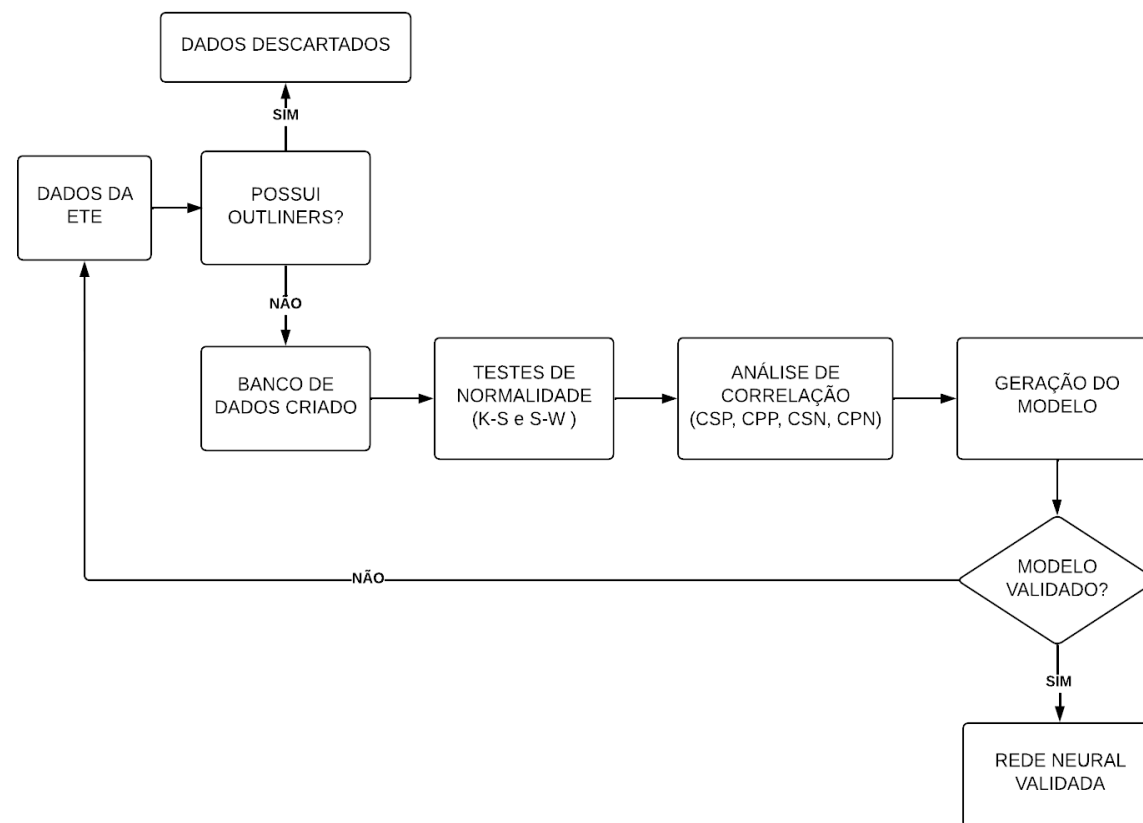 DADOS DESCARTADOS
SIM
DADOS DA
ETE
POSSUI
OUTLINERS?
NÃO
BANCO DE
DADOS CRIADO
TESTES DE
NORMALIDADE
(K-S e S-W )
ANÁLISE DE
CORRELAÇÃO
(CSP, CPP, CSN, CPN)
GERAÇÃO DO
MODELO
MODELO
VALIDADO?
NÃO
SIM
REDE NEURAL
VALIDADA